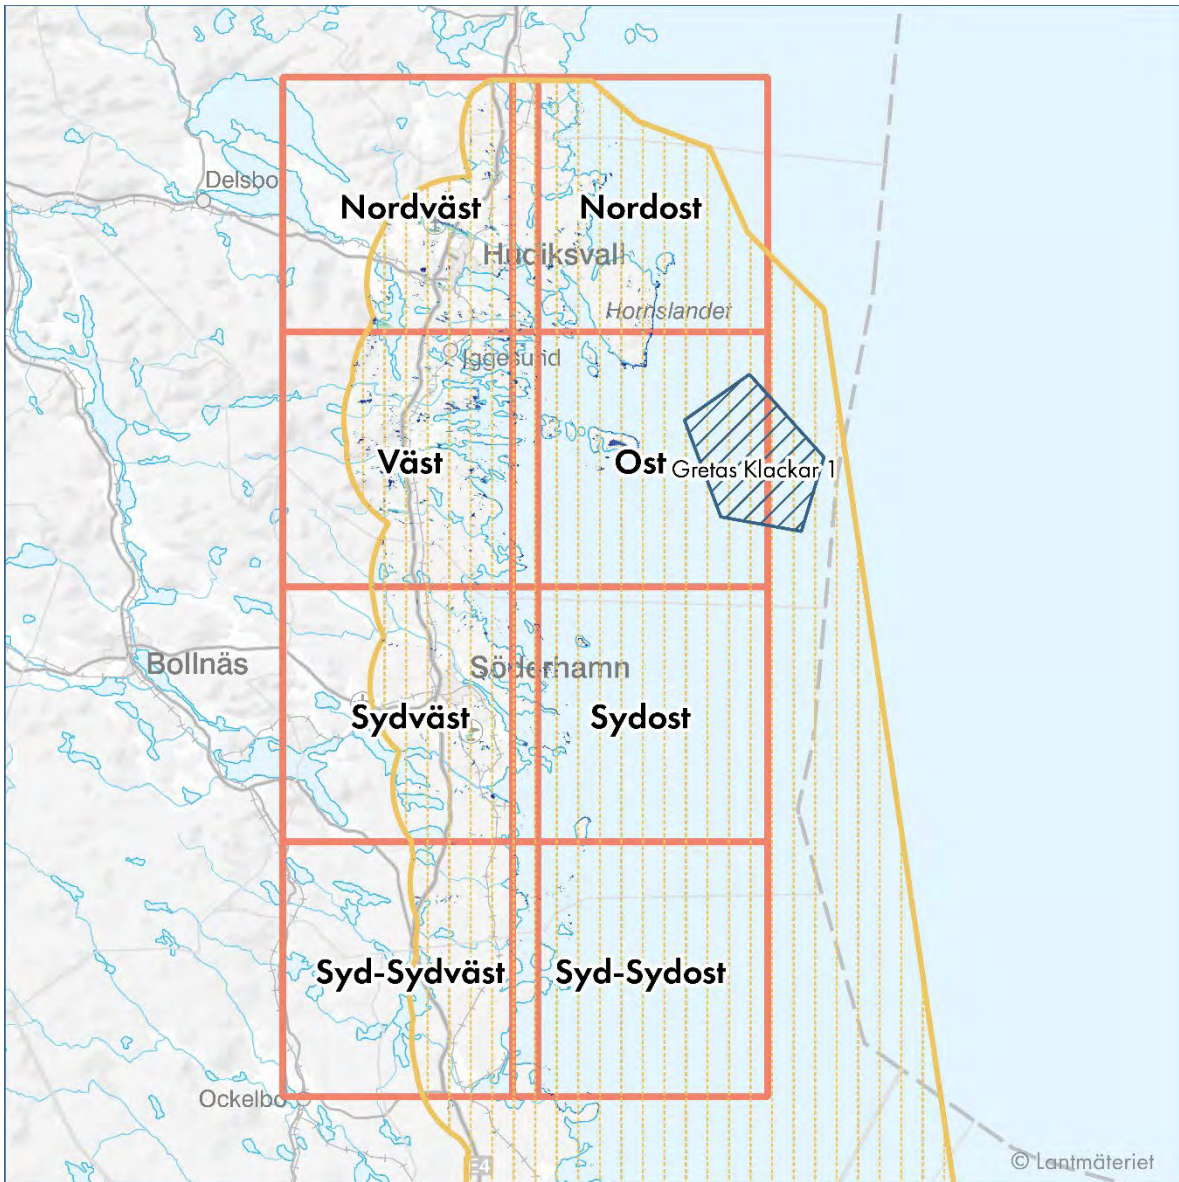 Delsbo
Nordväst
Nordost
Hudiksvall
Hornslandet
Iggesund
Väst
Ost
Gretas Klackar 1
Bollnäs
Söderhamn
Sydväst
Sydost
Syd-Sydväst
Syd-Sydost
Ockelbo
E4
© Lantmäteriet